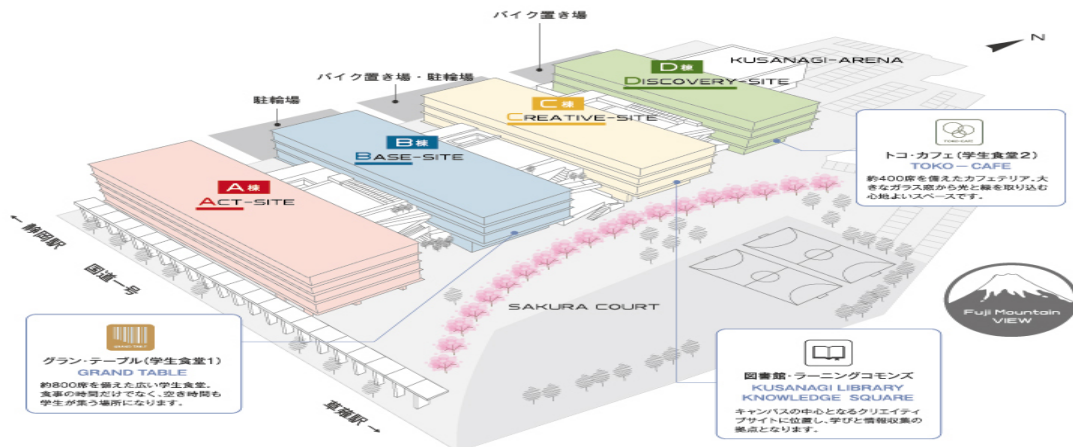 バイク置き場
N
D棟
DISCOVERY-SITE
KUSANAGI-ARENA
バイク置き場・駐輪場
C棟
CREATIVE-SITE
駐輪場
B棟
BASE-SITE
A棟
ACT-SITE
TOKO-CAFE
トコ・カフェ(学生食堂2)
TOKO-CAFE
約400席を備えたカフェテリア、大
きなガラス窓から光と緑を取り込む
心地よいスペースです。
←静岡駅
国道一号
SAKURA COURT
Fuji Mountain
VIEW
GRAND TABLE
グラン・テーブル(学生食堂1)
GRAND TABLE
約800席を備えた広い学生食堂。
食事の時間だけでなく、空き時間も
学生が集う場所になります。
草薙駅→
図書館・ラーニングコモンズ
KUSANAGI LIBRARY
KNOWLEDGE SQUARE
キャンパスの中心となるクリエイティ
ブサイトに位置し、学びと情報収集の
拠点となります。